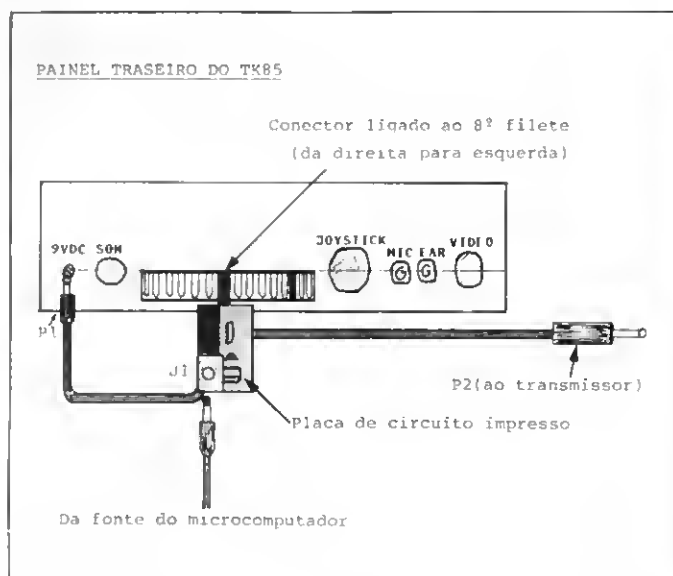 PAINEL TRASEIRO DO TK85
Conector ligado ao 8º filete
(da direita para esquerda)
9VDC SOM
JOYSTICK
MIC EAR
VIDEO
P1
J1
P2(ao transmissor)
Placa de circuito impresso
Da fonte do microcomputador